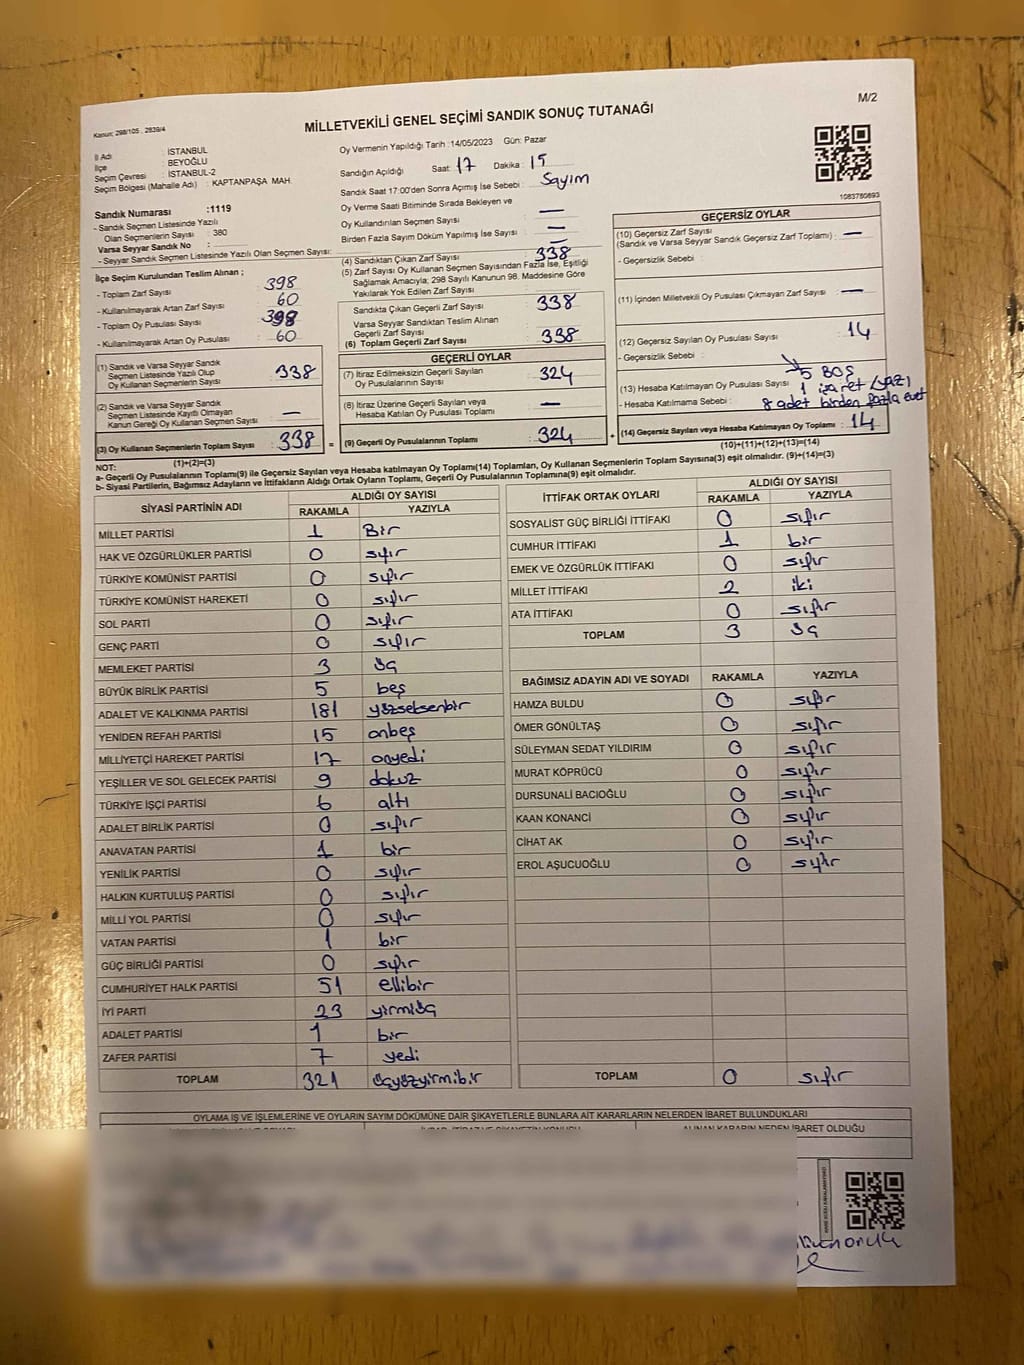 M/2
Kanun: 298/105 , 2839/4
MİLLETVEKİLİ GENEL SEÇİMİ SANDIK SONUÇ TUTANAĞI
İl Adı : İSTANBUL
İlçe : BEYOĞLU
Seçim Çevresi : İSTANBUL-2
Seçim Bölgesi (Mahalle Adı) : KAPTANPAŞA MAH.
Oy Vermenin Yapıldığı Tarih :14/05/2023 Gün: Pazar
Sandığın Açıldığı Saat: 17 Dakika : 15
Sandık Saat 17:00'den Sonra Açımış İse Sebebi : Sayım
Oy Verme Saati Bitiminde Sırada Bekleyen ve
Oy Kullandırılan Seçmen Sayısı —
Birden Fazla Sayım Döküm Yapılmış İse Sayısı : —
1083780893
Sandık Numarası :1119
- Sandık Seçmen Listesinde Yazılı
Olan Seçmenlerin Sayısı : 380
Varsa Seyyar Sandık No :
- Seyyar Sandık Seçmen Listesinde Yazılı Olan Seçmen Sayısı:
İlçe Seçim Kurulundan Teslim Alınan ;
- Toplam Zarf Sayısı 398
- Kullanılmayarak Artan Zarf Sayısı 60
- Toplam Oy Pusulası Sayısı 398
- Kullanılmayarak Artan Oy Pusulası 60
(1) Sandık ve Varsa Seyyar Sandık
Seçmen Listesinde Yazılı Olup
Oy Kullanan Seçmenlerin Sayısı 338
(2) Sandık ve Varsa Seyyar Sandık
Seçmen Listesinde Kayıtlı Olmayan
Kanun Gereği Oy Kullanan Seçmen Sayısı —
(3) Oy Kullanan Seçmenlerin Toplam Sayısı 338 =
(1)+(2)=(3)
(4) Sandıktan Çıkan Zarf Sayısı 338
(5) Zarf Sayısı Oy Kullanan Seçmen Sayısından Fazla İse, Eşitliği
Sağlamak Amacıyla; 298 Sayılı Kanunun 98. Maddesine Göre
Yakılarak Yok Edilen Zarf Sayısı
Sandıkta Çıkan Geçerli Zarf Sayısı 338
Varsa Seyyar Sandıktan Teslim Alınan
Geçerli Zarf Sayısı
(6) Toplam Geçerli Zarf Sayısı 338
GEÇERLİ OYLAR
(7) İtiraz Edilmeksizin Geçerli Sayılan
Oy Pusulalarının Sayısı 324
(8) İtiraz Üzerine Geçerli Sayılan veya
Hesaba Katılan Oy Pusulası Toplamı —
(9) Geçerli Oy Pusulalarının Toplamı 324 +
GEÇERSİZ OYLAR
(10) Geçersiz Zarf Sayısı
(Sandık ve Varsa Seyyar Sandık Geçersiz Zarf Toplamı) : —
- Geçersizlik Sebebi :
(11) İçinden Milletvekili Oy Pusulası Çıkmayan Zarf Sayısı —
(12) Geçersiz Sayılan Oy Pusulası Sayısı 14
- Geçersizlik Sebebi : 5 BOŞ
(13) Hesaba Katılmayan Oy Pusulası Sayısı 1 işaret/yazı
- Hesaba Katılmama Sebebi : 8 adet birden fazla evet
(14) Geçersiz Sayılan veya Hesaba Katılmayan Oy Toplamı : 14
(10)+(11)+(12)+(13)=(14)
NOT:
a- Geçerli Oy Pusulalarının Toplamı(9) ile Geçersiz Sayılan veya Hesaba katılmayan Oy Toplamı(14) Toplamları, Oy Kullanan Seçmenlerin Toplam Sayısına(3) eşit olmalıdır. (9)+(14)=(3)
b- Siyasi Partilerin, Bağımsız Adayların ve İttifakların Aldığı Ortak Oyların Toplamı, Geçerli Oy Pusulalarının Toplamına(9) eşit olmalıdır.
SİYASİ PARTİNİN ADI ALDIĞI OY SAYISI
RAKAMLA YAZIYLA
MİLLET PARTİSİ 1 Bir
HAK VE ÖZGÜRLÜKLER PARTİSİ 0 sıfır
TÜRKİYE KOMÜNİST PARTİSİ 0 sıfır
TÜRKİYE KOMÜNİST HAREKETİ 0 sıfır
SOL PARTİ 0 sıfır
GENÇ PARTİ 0 sıfır
MEMLEKET PARTİSİ 3 üç
BÜYÜK BİRLİK PARTİSİ 5 beş
ADALET VE KALKINMA PARTİSİ 181 yüzseksenbir
YENİDEN REFAH PARTİSİ 15 onbeş
MİLLİYETÇİ HAREKET PARTİSİ 17 onyedi
YEŞİLLER VE SOL GELECEK PARTİSİ 9 dokuz
TÜRKİYE İŞÇİ PARTİSİ 6 altı
ADALET BİRLİK PARTİSİ 0 sıfır
ANAVATAN PARTİSİ 1 bir
YENİLİK PARTİSİ 0 sıfır
HALKIN KURTULUŞ PARTİSİ 0 sıfır
MİLLİ YOL PARTİSİ 0 sıfır
VATAN PARTİSİ 1 bir
GÜÇ BİRLİĞİ PARTİSİ 0 sıfır
CUMHURİYET HALK PARTİSİ 51 ellibir
İYİ PARTİ 23 yirmiüç
ADALET PARTİSİ 1 bir
ZAFER PARTİSİ 7 yedi
TOPLAM 321 üçyüzyirmibir
İTTİFAK ORTAK OYLARI ALDIĞI OY SAYISI
RAKAMLA YAZIYLA
SOSYALİST GÜÇ BİRLİĞİ İTTİFAKI 0 sıfır
CUMHUR İTTİFAKI 1 bir
EMEK VE ÖZGÜRLÜK İTTİFAKI 0 sıfır
MİLLET İTTİFAKI 2 iki
ATA İTTİFAKI 0 sıfır
TOPLAM 3 üç
BAĞIMSIZ ADAYIN ADI VE SOYADI RAKAMLA YAZIYLA
HAMZA BULDU 0 sıfır
ÖMER GÖNÜLTAŞ 0 sıfır
SÜLEYMAN SEDAT YILDIRIM 0 sıfır
MURAT KÖPRÜCÜ 0 sıfır
DURSUNALİ BACIOĞLU 0 sıfır
KAAN KONANCİ 0 sıfır
CİHAT AK 0 sıfır
EROL AŞUCUOĞLU 0 sıfır
TOPLAM 0 sıfır
OYLAMA İŞ VE İŞLEMLERİNE VE OYLARIN SAYIM DÖKÜMÜNE DAİR ŞİKAYETLERLE BUNLARA AİT KARARLARIN NELERDEN İBARET BULUNDUKLARI
ALINAN KARARIN NEDEN İBARET OLDUĞU